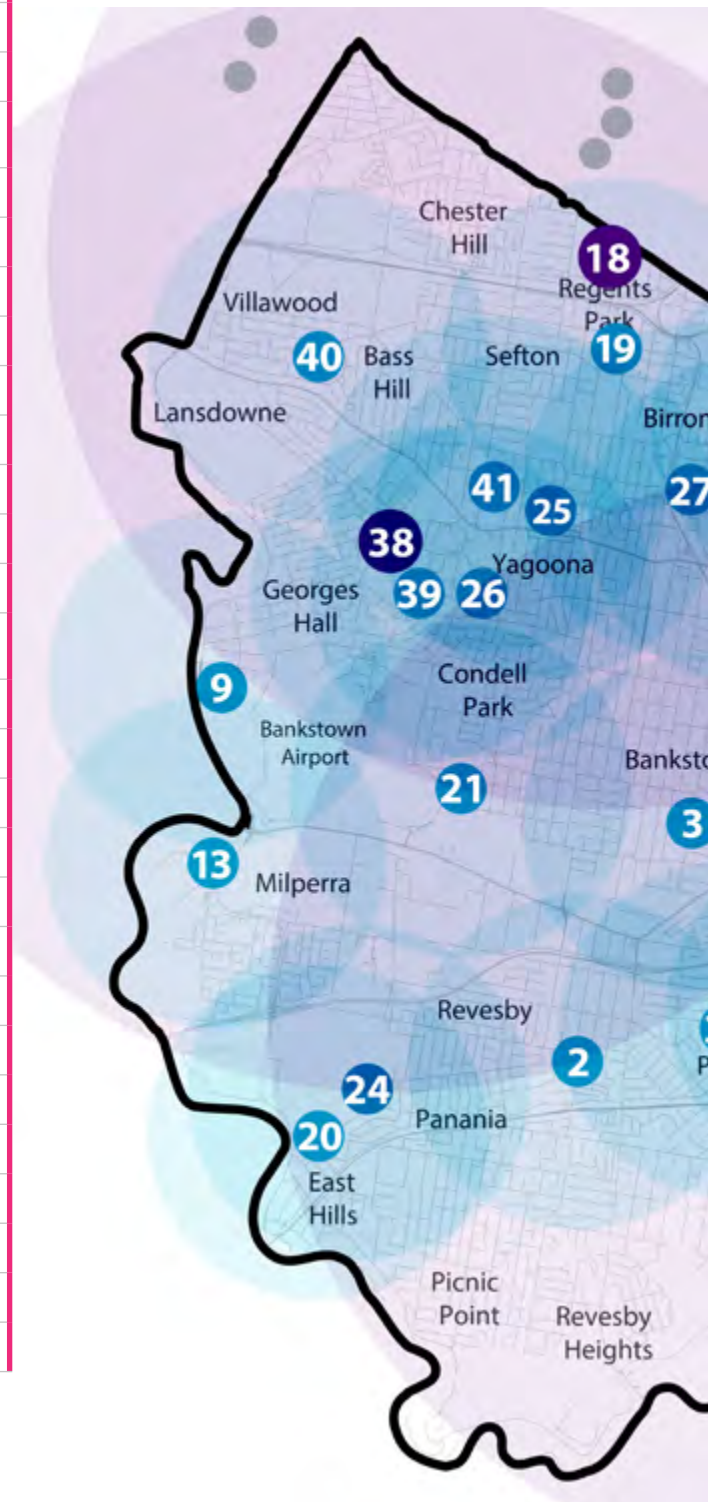 Chester
Hill
18
Regents
Park
Villawood
40
Bass
Hill
Sefton
19
Lansdowne
Birron
41
25
27
38
Yagoona
Georges
Hall
39
26
9
Condell
Park
Bankstown
Airport
21
Banksto
3
13
Milperra
Revesby
2
P
24
Panania
20
East
Hills
Picnic
Point
Revesby
Heights